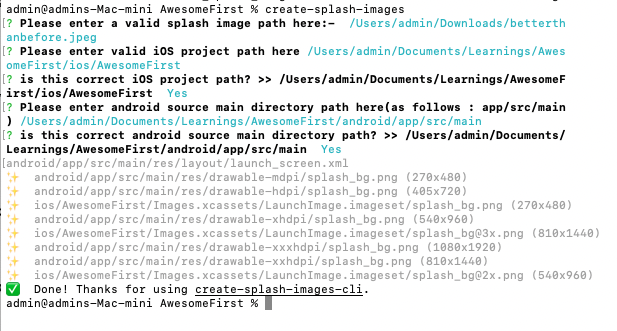 admin@admins-Mac-mini AwesomeFirst % create-splash-images
[? Please enter a valid splash image path here:-  /Users/admin/Downloads/betterth
anbefore.jpeg
[? Please enter valid iOS project path here /Users/admin/Documents/Learnings/Awes
omeFirst/ios/AwesomeFirst
[? is this correct iOS project path? >> /Users/admin/Documents/Learnings/AwesomeF
irst/ios/AwesomeFirst  Yes
[? Please enter android source main directory path here(as follows : app/src/main
) /Users/admin/Documents/Learnings/AwesomeFirst/android/app/src/main
[? is this correct android source main directory path? >> /Users/admin/Documents/
Learnings/AwesomeFirst/android/app/src/main  Yes
[android/app/src/main/res/layout/launch_screen.xml
✨  android/app/src/main/res/drawable-mdpi/splash_bg.png (270x480)
✨  android/app/src/main/res/drawable-hdpi/splash_bg.png (405x720)
✨  ios/AwesomeFirst/Images.xcassets/LaunchImage.imageset/splash_bg.png (270x480)
✨  android/app/src/main/res/drawable-xhdpi/splash_bg.png (540x960)
✨  ios/AwesomeFirst/Images.xcassets/LaunchImage.imageset/splash_bg@3x.png (810x1440)
✨  android/app/src/main/res/drawable-xxxhdpi/splash_bg.png (1080x1920)
✨  android/app/src/main/res/drawable-xxhdpi/splash_bg.png (810x1440)
✨  ios/AwesomeFirst/Images.xcassets/LaunchImage.imageset/splash_bg@2x.png (540x960)
✅  Done! Thanks for using create-splash-images-cli.
admin@admins-Mac-mini AwesomeFirst %